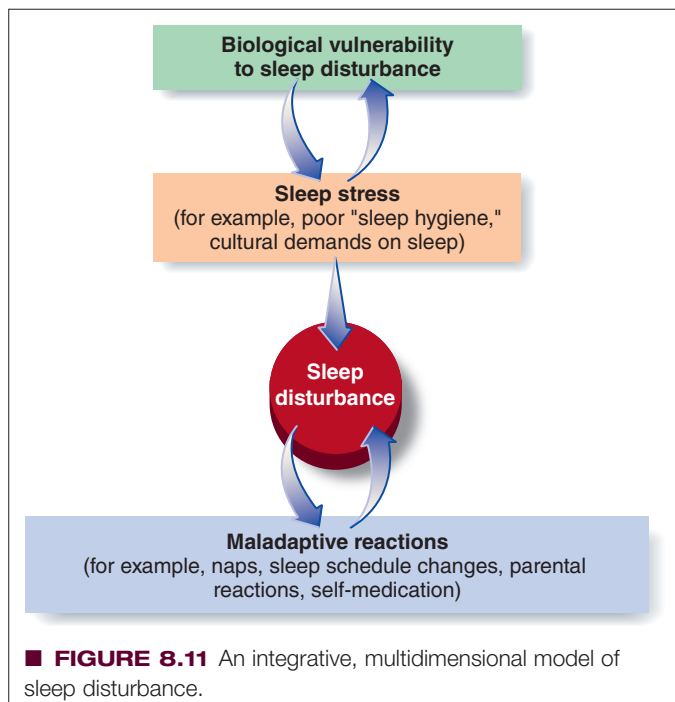 Biological vulnerability
to sleep disturbance
Sleep stress
(for example, poor "sleep hygiene,"
cultural demands on sleep)
Sleep
disturbance
Maladaptive reactions
(for example, naps, sleep schedule changes, parental
reactions, self-medication)
■ FIGURE 8.11 An integrative, multidimensional model of
sleep disturbance.